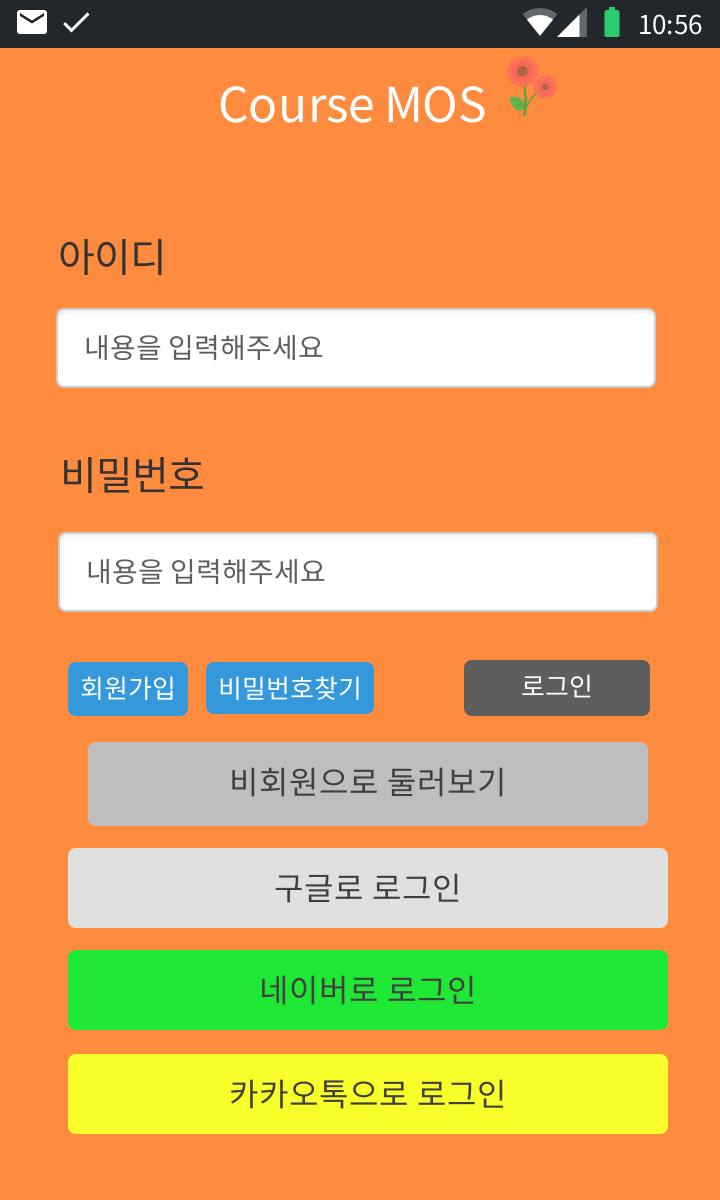 10:56
Course MOS
아이디
내용을 입력해주세요
비밀번호
내용을 입력해주세요
회원가입 비밀번호찾기 로그인
비회원으로 둘러보기
구글로 로그인
네이버로 로그인
카카오톡으로 로그인